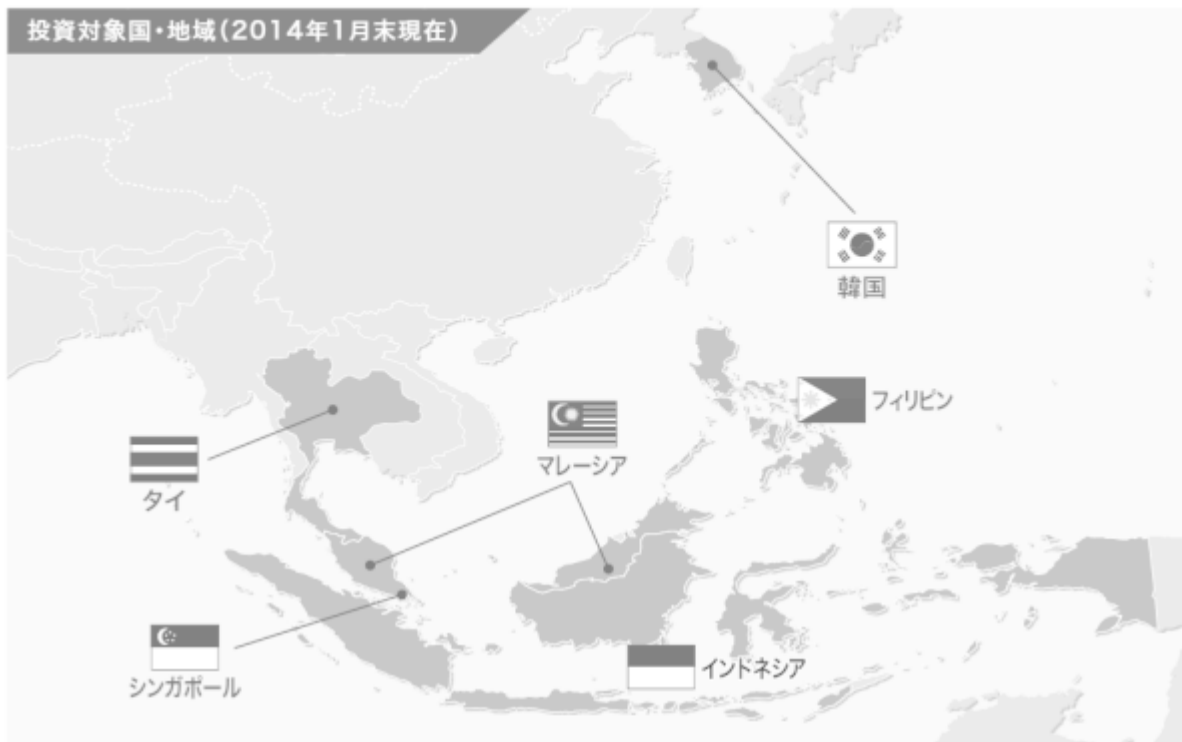 投資対象国・地域(2014年1月末現在)
韓国
フィリピン
マレーシア
タイ
シンガポール
インドネシア